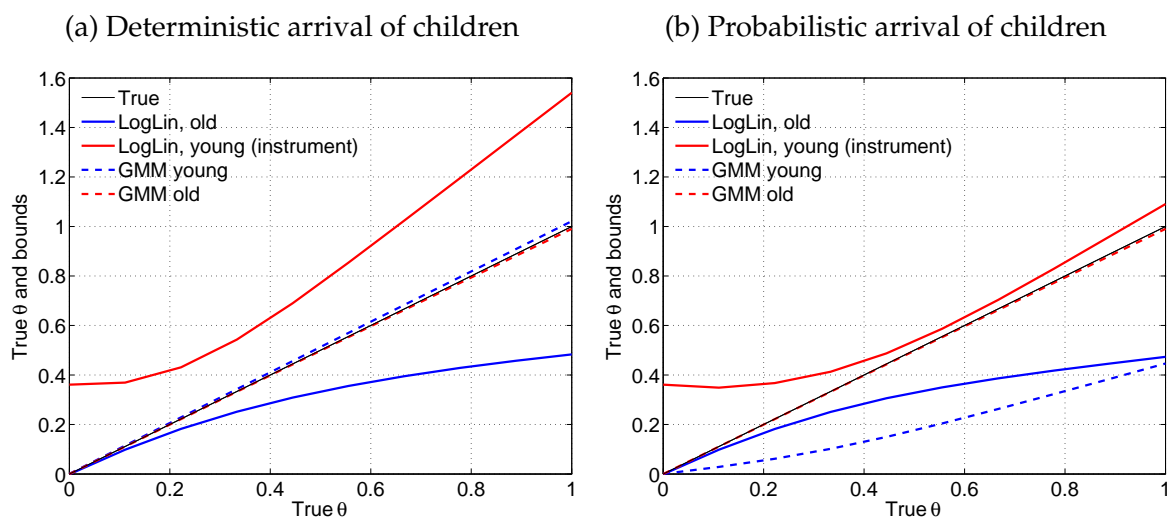 (a) Deterministic arrival of children
1.6
1.4
1.2
1
0.8
0.6
0.4
0.2
0
True θ and bounds
True
LogLin, old
LogLin, young (instrument)
GMM young
GMM old
0 0.2 0.4 0.6 0.8 1
True θ
(b) Probabilistic arrival of children
1.6
1.4
1.2
1
0.8
0.6
0.4
0.2
0
True θ and bounds
True
LogLin, old
LogLin, young (instrument)
GMM young
GMM old
0 0.2 0.4 0.6 0.8 1
True θ